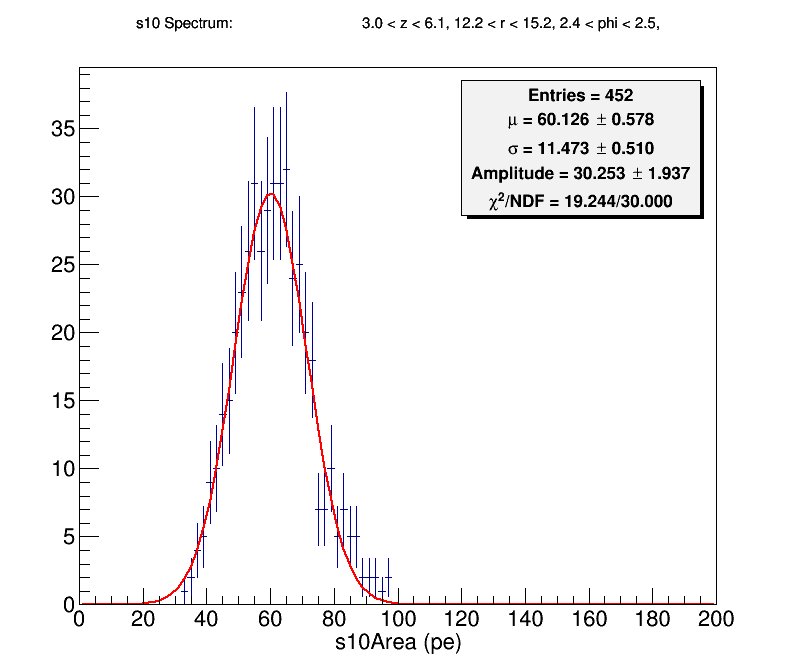 s10 Spectrum: 3.0 < z < 6.1, 12.2 < r < 15.2, 2.4 < phi < 2.5,
Entries = 452
μ = 60.126 ± 0.578
σ = 11.473 ± 0.510
Amplitude = 30.253 ± 1.937
χ²/NDF = 19.244/30.000
35
30
25
20
15
10
5
0
0 20 40 60 80 100 120 140 160 180 200
s10Area (pe)